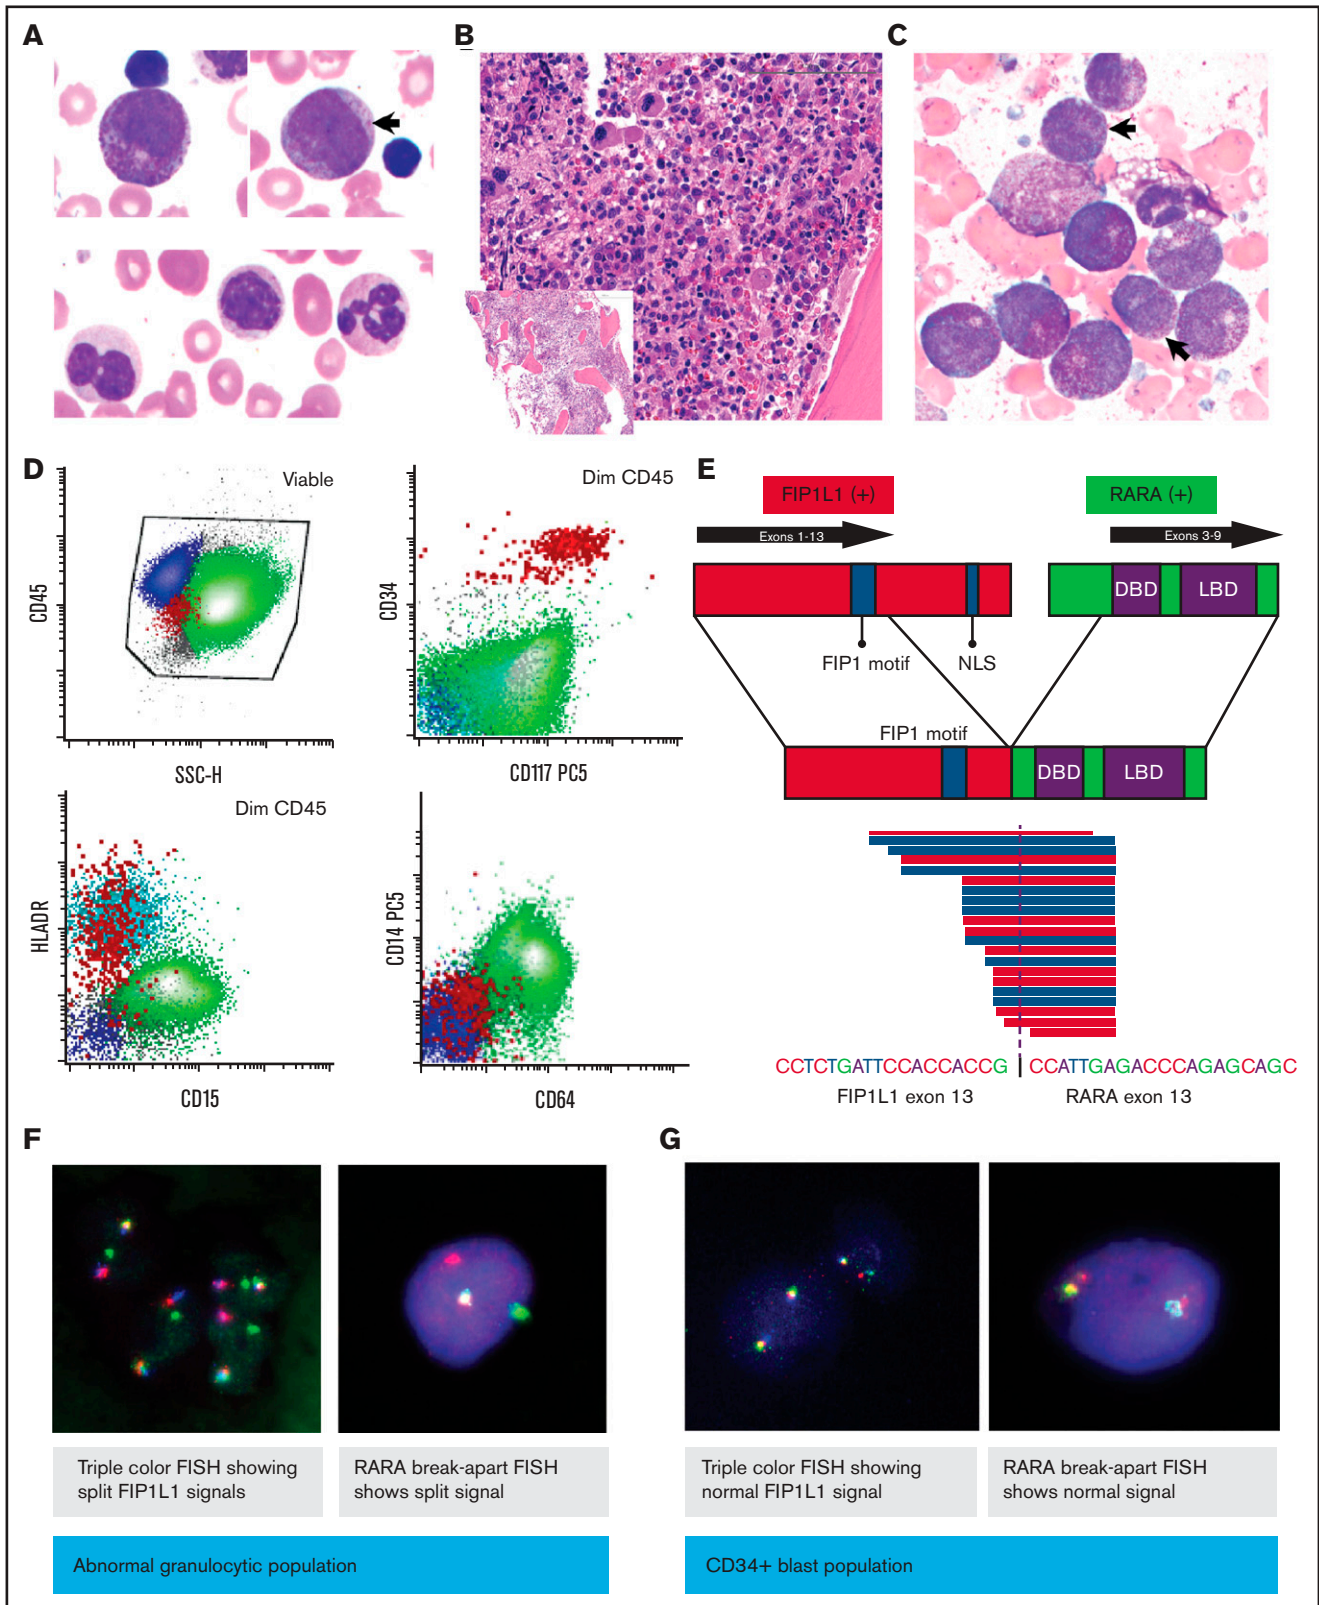 A
B
C
D
Viable
CD45
SSC-H
Dim CD45
CD34
CD117 PC5
Dim CD45
HLADR
CD15
CD14 PC5
CD64
E
FIP1L1 (+)
RARA (+)
Exons 1-13
Exons 3-9
DBD
LBD
FIP1 motif
NLS
FIP1 motif
DBD
LBD
CCTCTGATTCCACCACCG | CCATTGAGACCCAGAGCAGC
FIP1L1 exon 13
RARA exon 13
F
Triple color FISH showing
split FIP1L1 signals
RARA break-apart FISH
shows split signal
Abnormal granulocytic population
G
Triple color FISH showing
normal FIP1L1 signal
RARA break-apart FISH
shows normal signal
CD34+ blast population